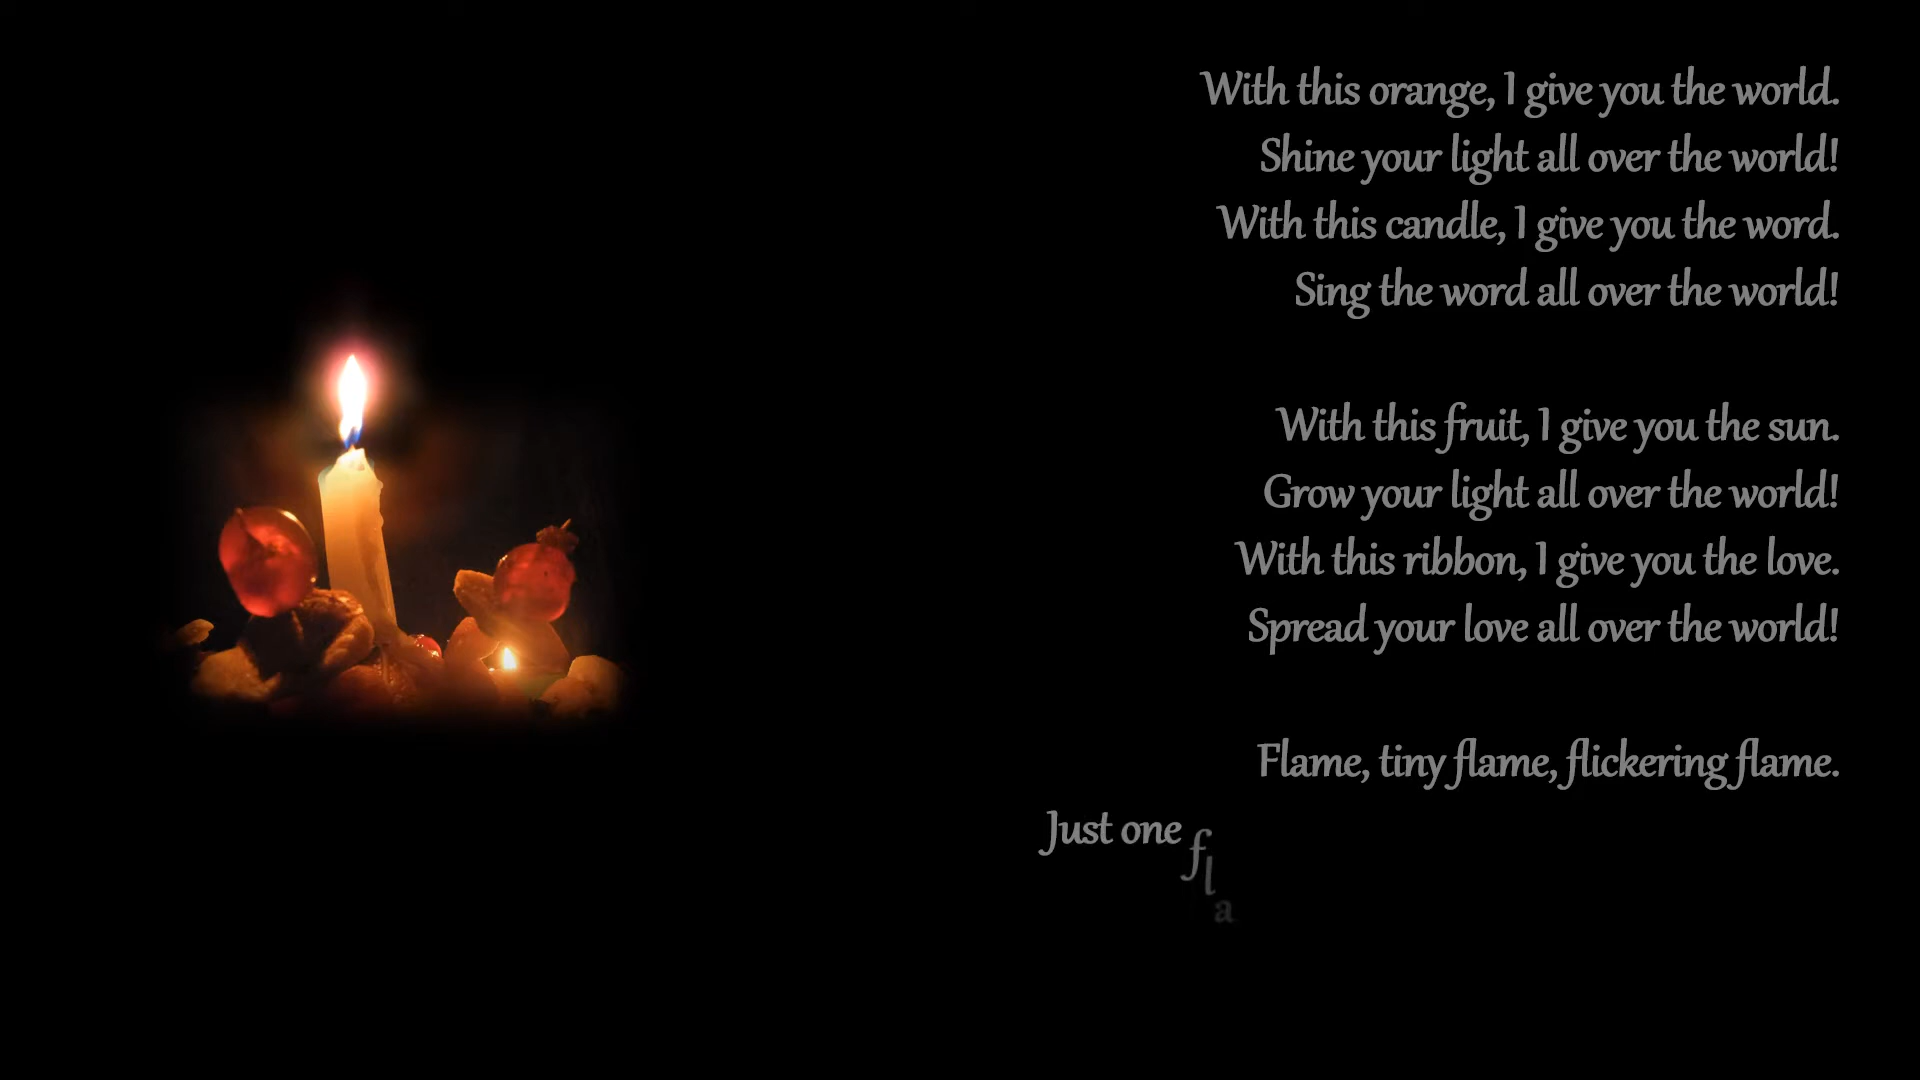 With this orange, I give you the world.
Shine your light all over the world!
With this candle, I give you the word.
Sing the word all over the world!
With this fruit, I give you the sun.
Grow your light all over the world!
With this ribbon, I give you the love.
Spread your love all over the world!
Flame, tiny flame, flickering flame.
Just one fla